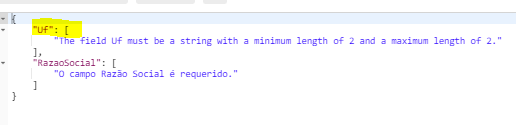 {
"Uf": [
"The field Uf must be a string with a minimum length of 2 and a maximum length of 2."
],
"RazaoSocial": [
"O campo Razão Social é requerido."
]
}